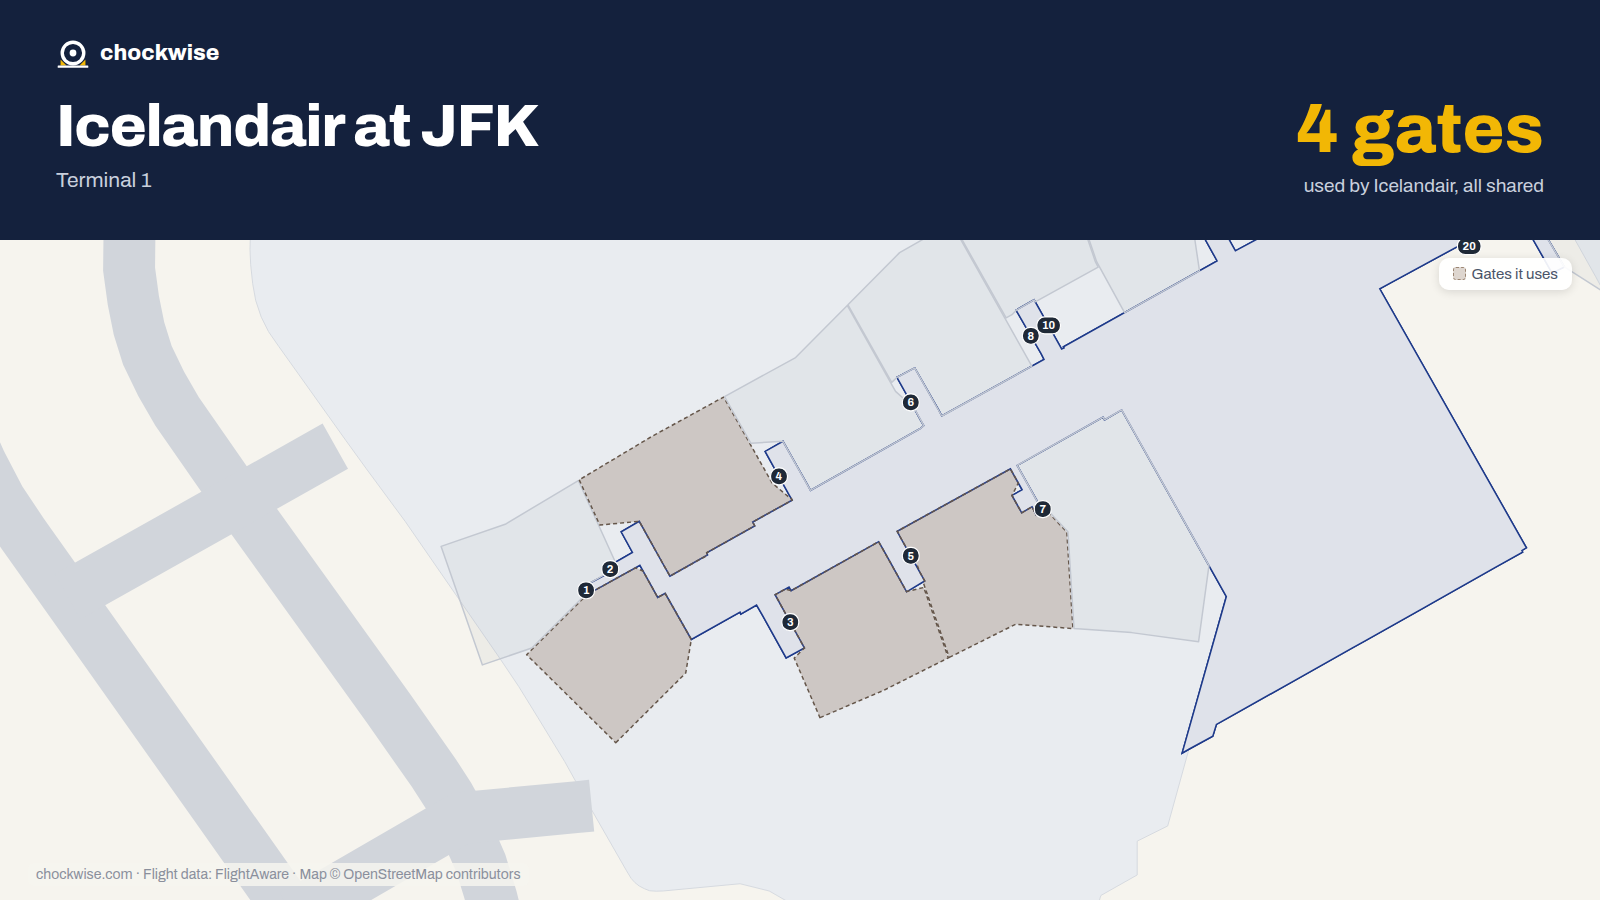 chockwise
Icelandair at JFK
Terminal 1
4 gates
used by Icelandair, all shared
20
Gates it uses
10
8
6
4
7
5
2
1
3
chockwise.com · Flight data: FlightAware · Map © OpenStreetMap contributors